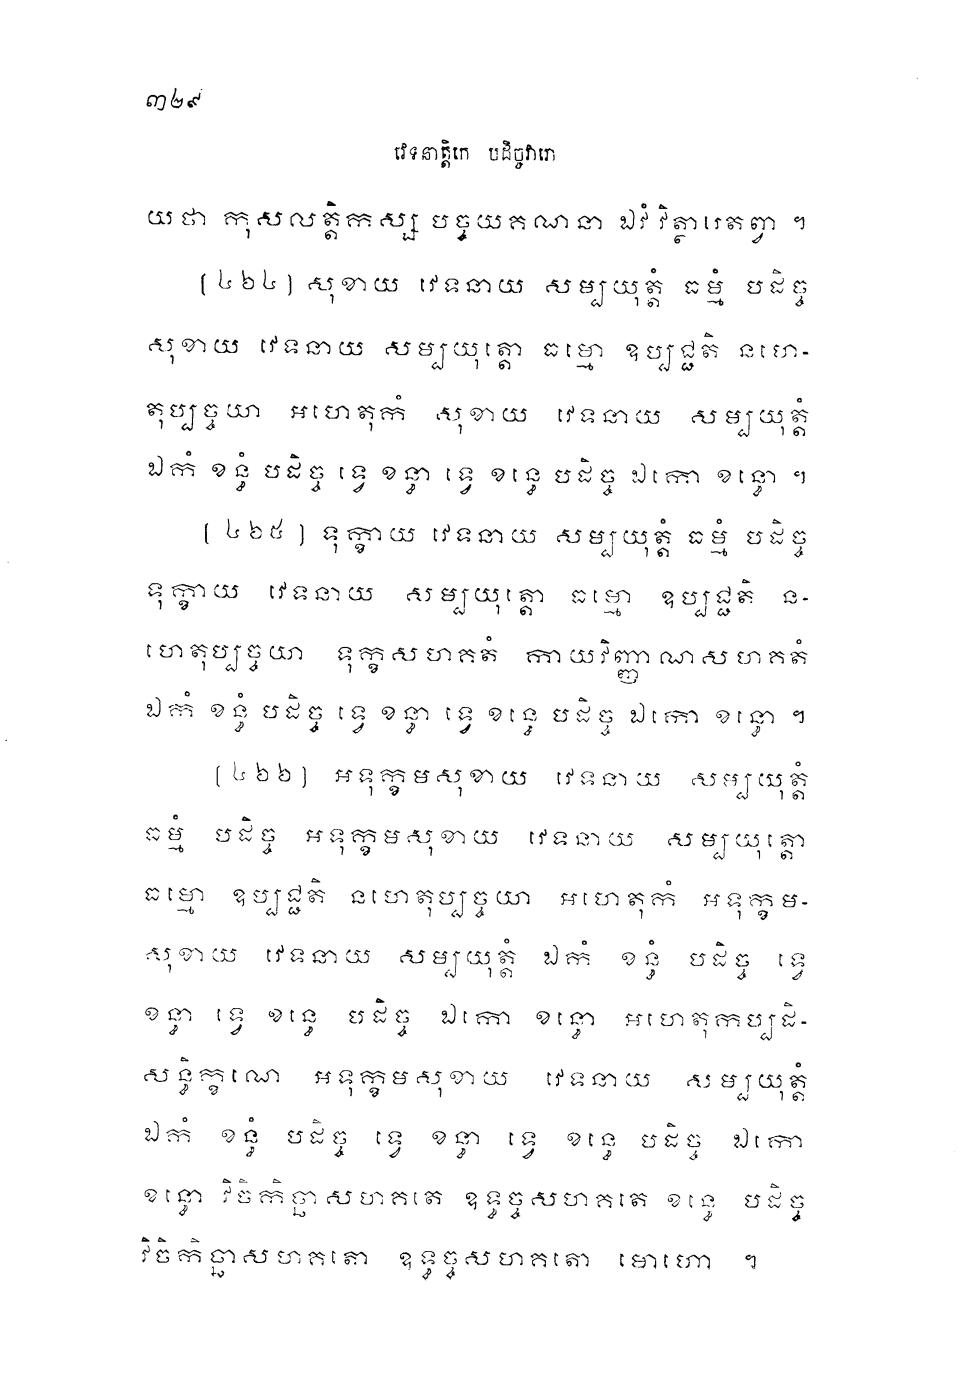 ៣២៩
វេទនាត្តិកេ បដិច្ចវារោ
យថា កុសលត្តិកស្ស បច្ចយគណនា ឯវំ វិត្ថារេតព្វា ។
(៤៦៤) សុខាយ វេទនាយ សម្បយុត្តំ ធម្មំ បដិច្ច
សុខាយ វេទនាយ សម្បយុត្តោ ធម្មោ ឧប្បជ្ជតិ នហេ-
តុប្បច្ចយា អហេតុកំ សុខាយ វេទនាយ សម្បយុត្តំ
ឯកំ ខន្ធំ បដិច្ច ទ្វេ ខន្ធា ទ្វេ ខន្ធេ បដិច្ច ឯកោ ខន្ធោ ។
(៤៦៥) ទុក្ខាយ វេទនាយ សម្បយុត្តំ ធម្មំ បដិច្ច
ទុក្ខាយ វេទនាយ សម្បយុត្តោ ធម្មោ ឧប្បជ្ជតិ ន-
ហេតុប្បច្ចយា ទុក្ខសហគតំ កាយវិញ្ញាណសហគតំ
ឯកំ ខន្ធំ បដិច្ច ទ្វេ ខន្ធា ទ្វេ ខន្ធេ បដិច្ច ឯកោ ខន្ធោ ។
(៤៦៦) អទុក្ខមសុខាយ វេទនាយ សម្បយុត្តំ
ធម្មំ បដិច្ច អទុក្ខមសុខាយ វេទនាយ សម្បយុត្តោ
ធម្មោ ឧប្បជ្ជតិ នហេតុប្បច្ចយា អហេតុកំ អទុក្ខម-
សុខាយ វេទនាយ សម្បយុត្តំ ឯកំ ខន្ធំ បដិច្ច ទ្វេ
ខន្ធា ទ្វេ ខន្ធេ បដិច្ច ឯកោ ខន្ធោ អហេតុកប្បដិ-
សន្ធិក្ខណេ អទុក្ខមសុខាយ វេទនាយ សម្បយុត្តំ
ឯកំ ខន្ធំ បដិច្ច ទ្វេ ខន្ធា ទ្វេ ខន្ធេ បដិច្ច ឯកោ
ខន្ធោ វិចិកិច្ឆាសហគតេ ឧទ្ធច្ចសហគតេ ខន្ធេ បដិច្ច
វិចិកិច្ឆាសហគតោ ឧទ្ធច្ចសហគតោ មោហោ ។